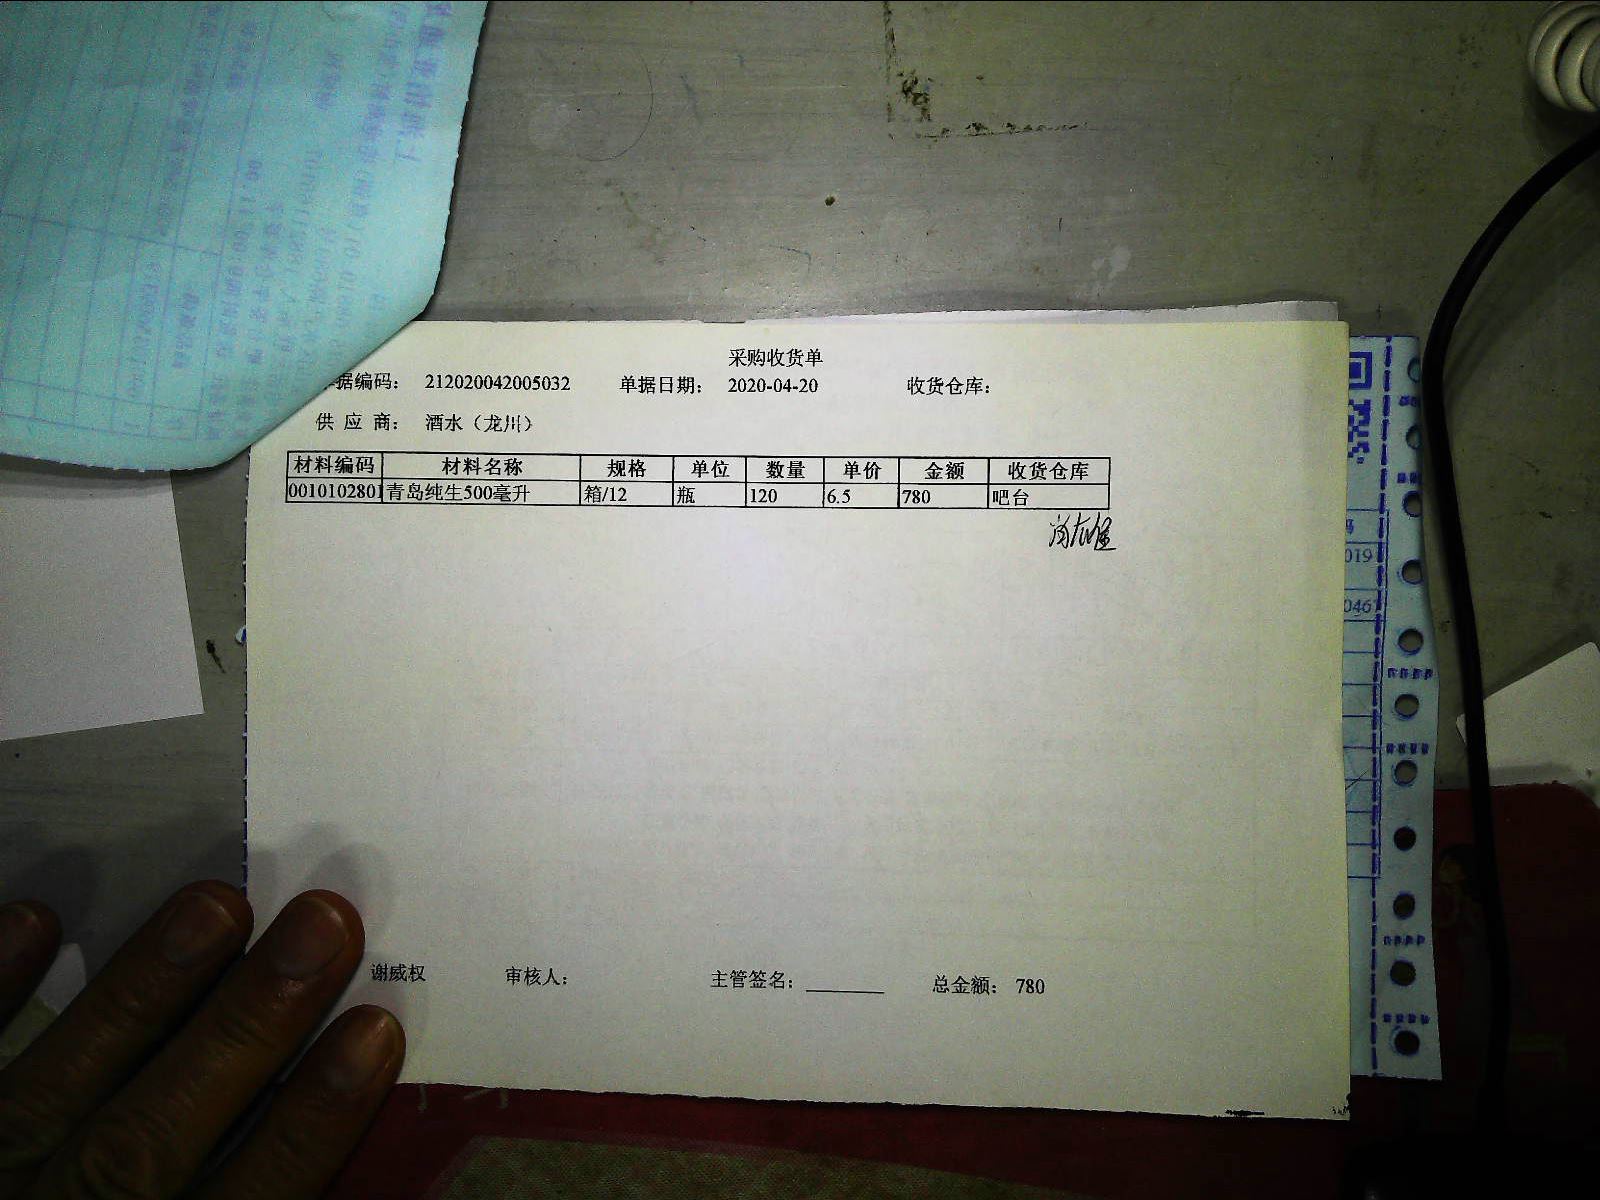 采购收货单
据编码： 212020042005032 单据日期： 2020-04-20 收货仓库：
供 应 商： 酒水（龙川）
材料编码 材料名称 规格 单位 数量 单价 金额 收货仓库
001010280 青岛纯生500毫升 箱/12 瓶 120 6.5 780 吧台
谢威权 审核人： 主管签名： 总金额： 780
019
046